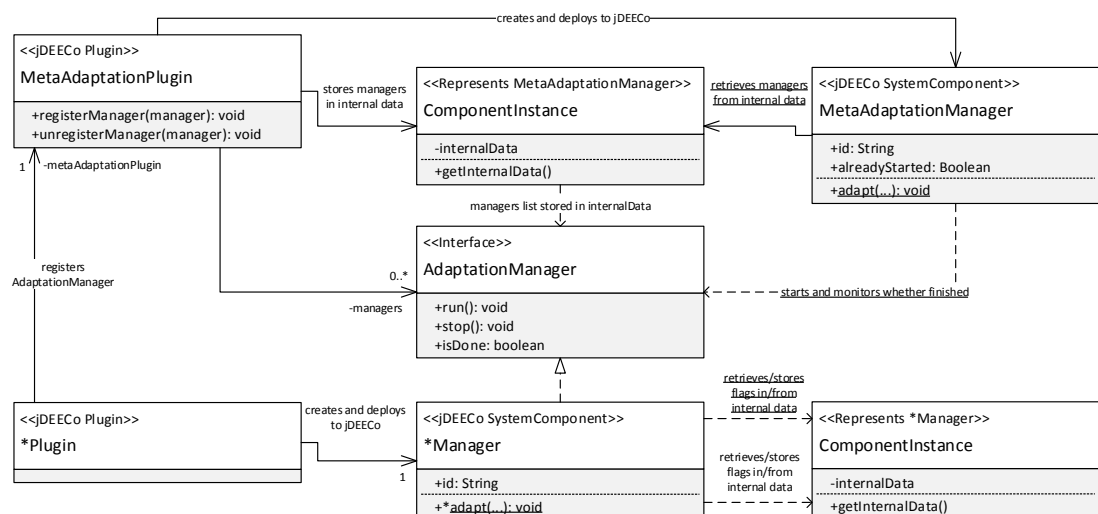 creates and deploys to jDEECo
<<jDEECo Plugin>>
MetaAdaptationPlugin
+registerManager(manager): void
+unregisterManager(manager): void
stores managers
in internal data
<<Represents MetaAdaptationManager>>
ComponentInstance
-internalData
+getInternalData()
retrieves managers
from internal data
<<jDEECo SystemComponent>>
MetaAdaptationManager
+id: String
+alreadyStarted: Boolean
+adapt(...): void
1
-metaAdaptationPlugin
managers list stored in internalData
<<Interface>>
AdaptationManager
+run(): void
+stop(): void
+isDone: boolean
registers
AdaptationManager
0..*
-managers
starts and monitors whether finished
<<jDEECo Plugin>>
*Plugin
creates and deploys
to jDEECo
1
<<jDEECo SystemComponent>>
*Manager
+id: String
+*adapt(...): void
retrieves/stores
flags in/from
internal data
retrieves/stores
flags in/from
internal data
<<Represents *Manager>>
ComponentInstance
-internalData
+getInternalData()